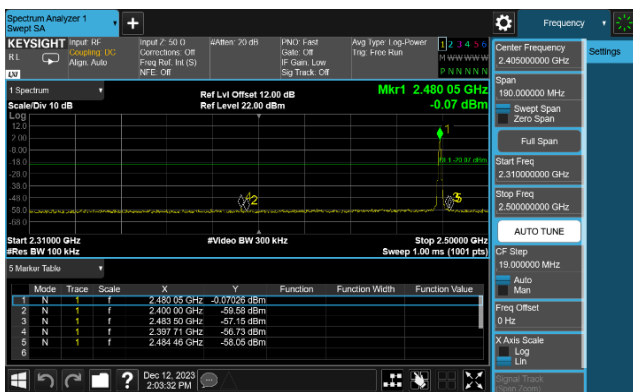 Spectrum Analyzer 1
Swept SA
Frequency
KEYSIGHT
RL
LXI
Input: RF
Coupling: DC
Align: Auto
Input Z: 50 Ω
Corrections: Off
Freq Ref: Int (S)
NFE: Off
#Atten: 20 dB
PNO: Fast
Gate: Off
IF Gain: Low
Sig Track: Off
Avg Type: Log-Power
Trig: Free Run
1 2 3 4 5 6
M W W W W W
P N N N N N
1 Spectrum
Scale/Div 10 dB
Ref Lvl Offset 12.00 dB
Ref Level 22.00 dBm
Mkr1 2.480 05 GHz
-0.07 dBm
Log
12.0
2.00
-8.00
-18.0
-28.0
-38.0
-48.0
-58.0
-68.0
1
Start 2.31000 GHz
#Res BW 100 kHz
#Video BW 300 kHz
Stop 2.50000 GHz
Sweep 1.00 ms (1001 pts)
5 Marker Table
Mode Trace Scale X Y Function Function Width Function Value
1 N 1 f 2.480 05 GHz -0.07026 dBm
2 N 1 f 2.400 00 GHz -59.58 dBm
3 N 1 f 2.483 50 GHz -57.15 dBm
4 N 1 f 2.397 71 GHz -56.73 dBm
5 N 1 f 2.484 46 GHz -58.05 dBm
6
Dec 12, 2023
2:03:32 PM
Settings
Center Frequency
2.405000000 GHz
Span
190.000000 MHz
Swept Span
Zero Span
Full Span
Start Freq
2.310000000 GHz
Stop Freq
2.500000000 GHz
AUTO TUNE
CF Step
19.000000 MHz
Auto
Man
Freq Offset
0 Hz
X Axis Scale
Log
Lin
Signal Track
(Span Zoom)